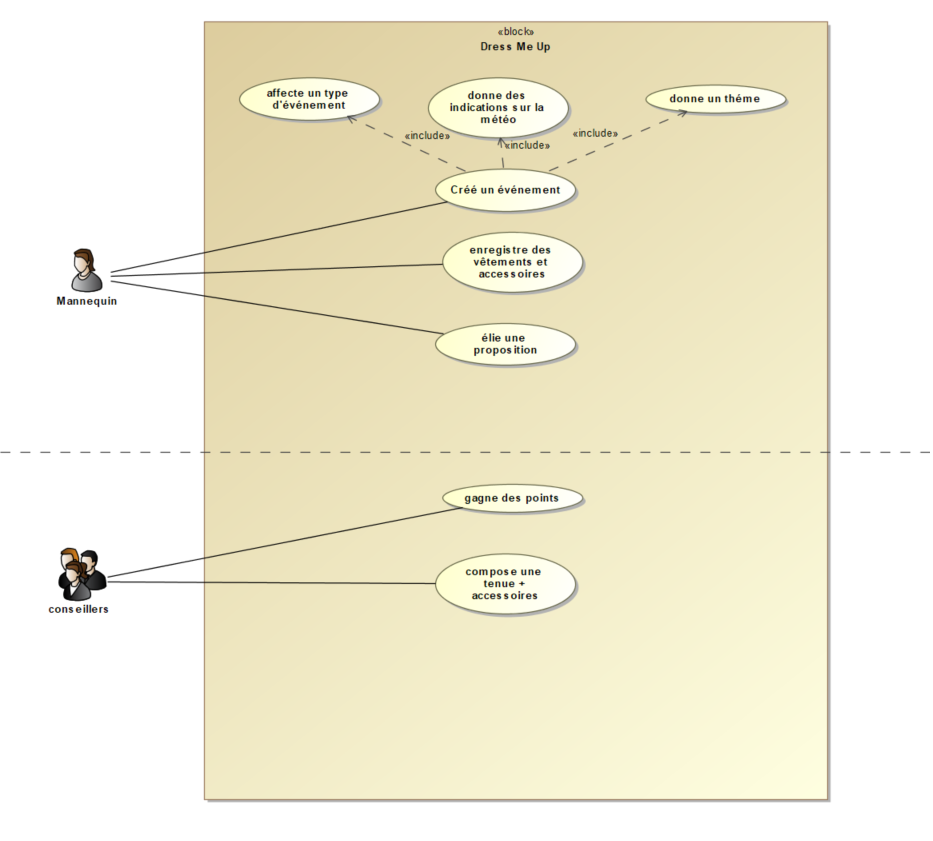 «block»
Dress Me Up
affecte un type
d'événement
donne des
indications sur la
météo
donne un théme
«include»
«include»
«include»
Créé un événement
enregistre des
vêtements et
accessoires
Mannequin
élie une
proposition
gagne des points
compose une
tenue +
accessoires
conseillers